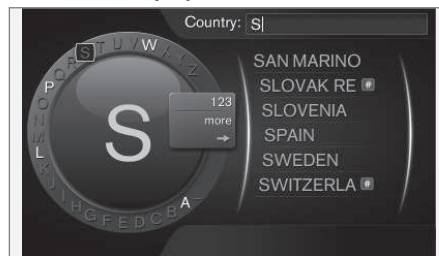 Country: S
SAN MARINO
SLOVAK RE #
SLOVENIA
SPAIN
SWEDEN
SWITZERLA #
123
more
→
S
A B C D E F G H I J K L M N O P Q R S T U V W X Y Z